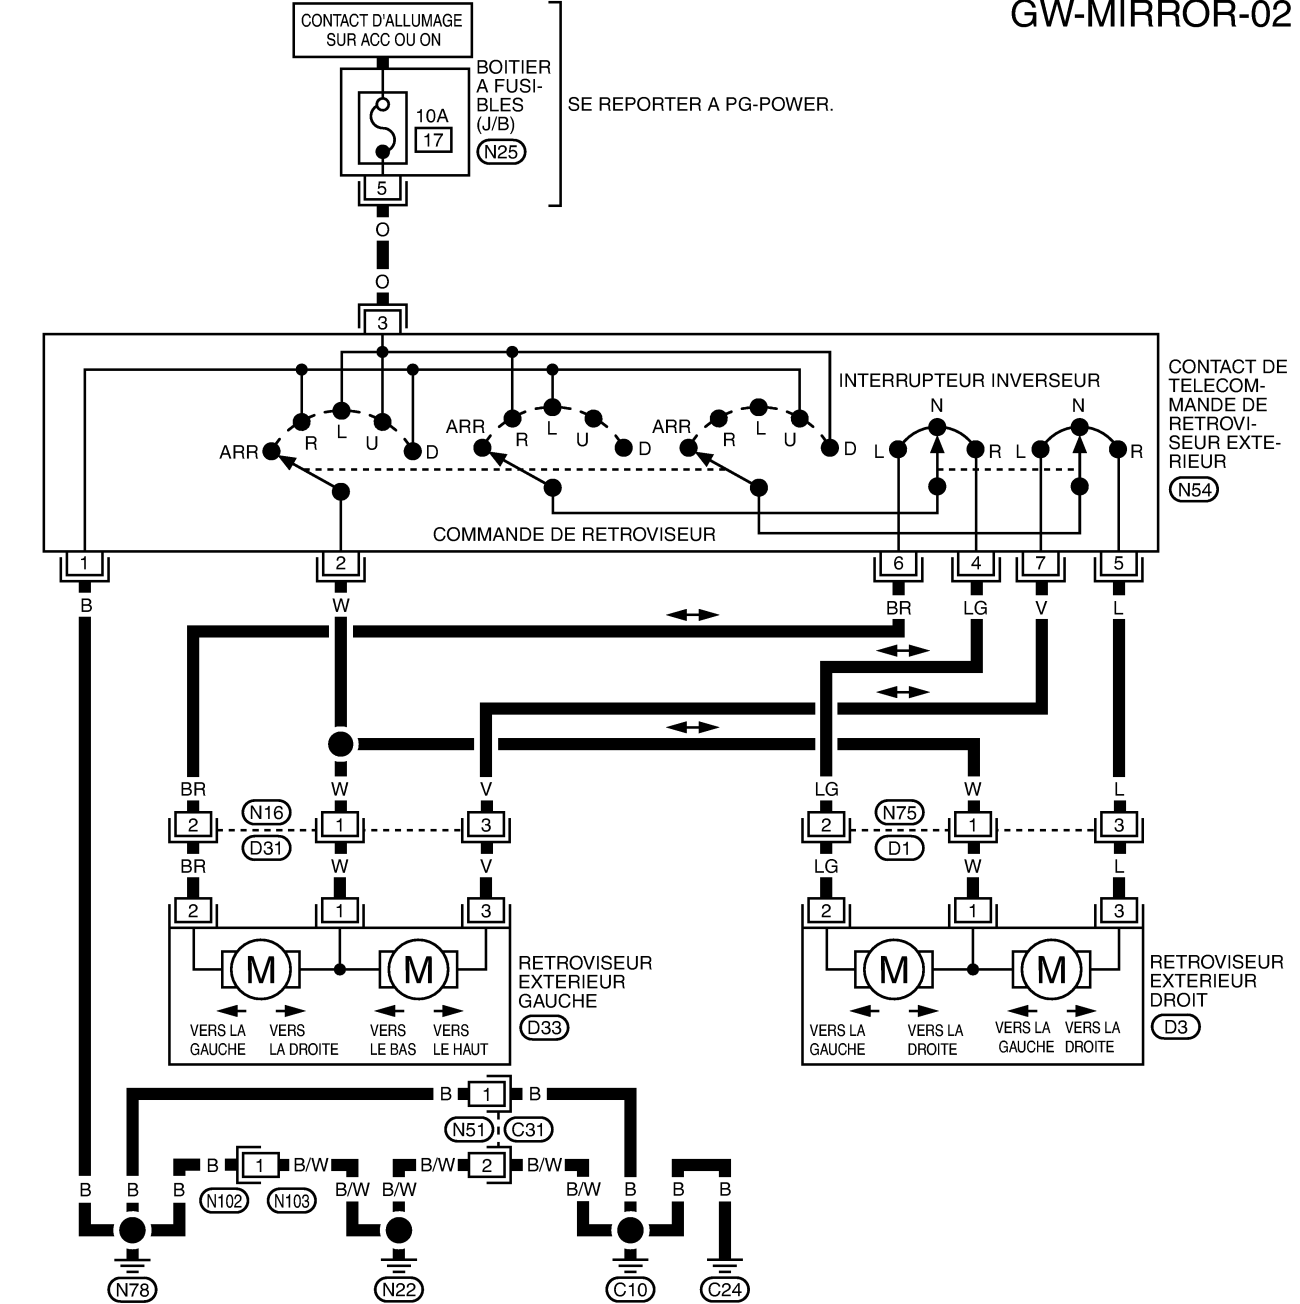 GW-MIRROR-02
CONTACT D'ALLUMAGE
SUR ACC OU ON
BOITIER
A FUSI-
BLES
(J/B)
N25
10A
17
SE REPORTER A PG-POWER.
5
O
O
3
INTERRUPTEUR INVERSEUR
ARR R L U D
ARR R L U D
ARR R L U D
L N R
L N R
COMMANDE DE RETROVISEUR
CONTACT DE
TELECOM-
MANDE DE
RETROVI-
SEUR EXTE-
RIEUR
N54
1 2 6 4 7 5
B W BR LG V L
BR W V LG W L
2 N16 1 3 2 N75 1 3
D31 D1
BR W V LG W L
2 1 3 2 1 3
M M M M
RETROVISEUR
EXTERIEUR
GAUCHE
D33
RETROVISEUR
EXTERIEUR
DROIT
D3
VERS LA
GAUCHE
VERS
LA DROITE
VERS
LE BAS
VERS
LE HAUT
VERS LA
GAUCHE
VERS LA
DROITE
VERS LA
GAUCHE
VERS LA
DROITE
B 1 B
N51 C31
B 1 B/W B/W 2 B/W
N102 N103
B B B B/W B/W B/W B B B
N78 N22 C10 C24